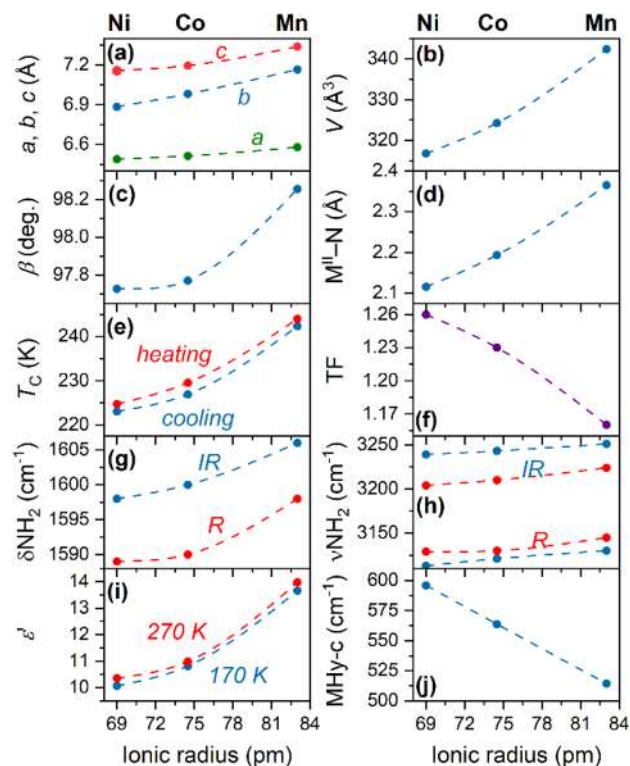 Ni Co Mn Ni Co Mn
(a) c b a
7.2
6.9
6.6
a, b, c (Å)
(b)
340
330
320
V (Å³)
(c)
98.2
98.0
97.8
β (deg.)
(d)
2.4
2.3
2.2
2.1
M^II–N (Å)
(e)
heating
cooling
240
230
220
T_C (K)
(f)
1.26
1.23
1.20
1.17
TF
(g)
IR
R
1605
1600
1595
1590
δNH₂ (cm⁻¹)
(h)
IR
R
3250
3200
3150
νNH₂ (cm⁻¹)
(i)
270 K
170 K
14
13
12
11
10
ε'
69 72 75 78 81 84
Ionic radius (pm)
(j)
600
575
550
525
500
MHy-c (cm⁻¹)
69 72 75 78 81 84
Ionic radius (pm)